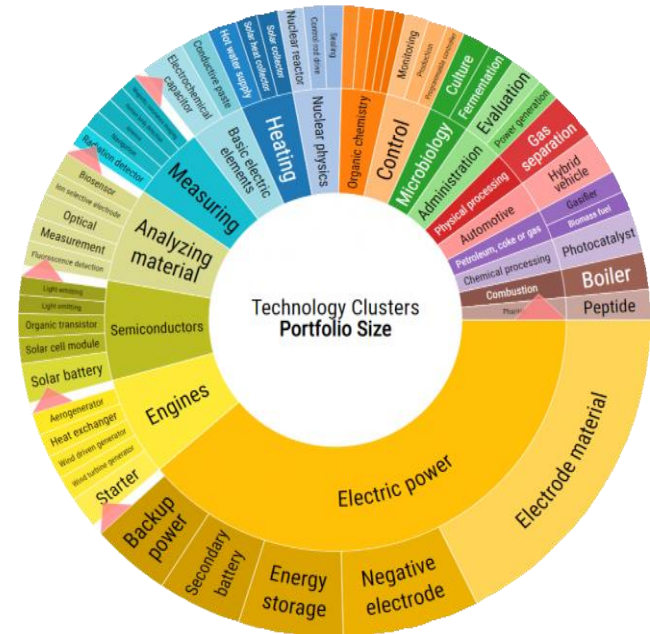 Technology Clusters
Portfolio Size
Electric power
Electrode material
Negative
electrode
Energy
storage
Secondary
battery
Backup
power
Engines
Starter
Wind turbine generator
Wind driven generator
Heat exchanger
Aerogenerator
Semiconductors
Solar battery
Solar cell module
Organic transistor
Light emitting
Light emitting
Analyzing
material
Fluorescence detection
Optical
Measurement
Ion selective electrode
Biosensor
Measuring
Radiation detector
Basic electric
elements
Electrochemical
capacitor
Conductive paste
Heating
Hot water supply
Solar heat collector
Solar collector
Nuclear physics
Nuclear reactor
Control rod drive
Sealing
Organic chemistry
Control
Monitoring
Production
Programmable controller
Microbiology
Culture
Fermentation
Administration
Evaluation
Power generation
Physical processing
Gas
separation
Automotive
Hybrid
vehicle
Petroleum, coke or gas
Gasifier
Biomass fuel
Chemical processing
Photocatalyst
Combustion
Boiler
Peptide